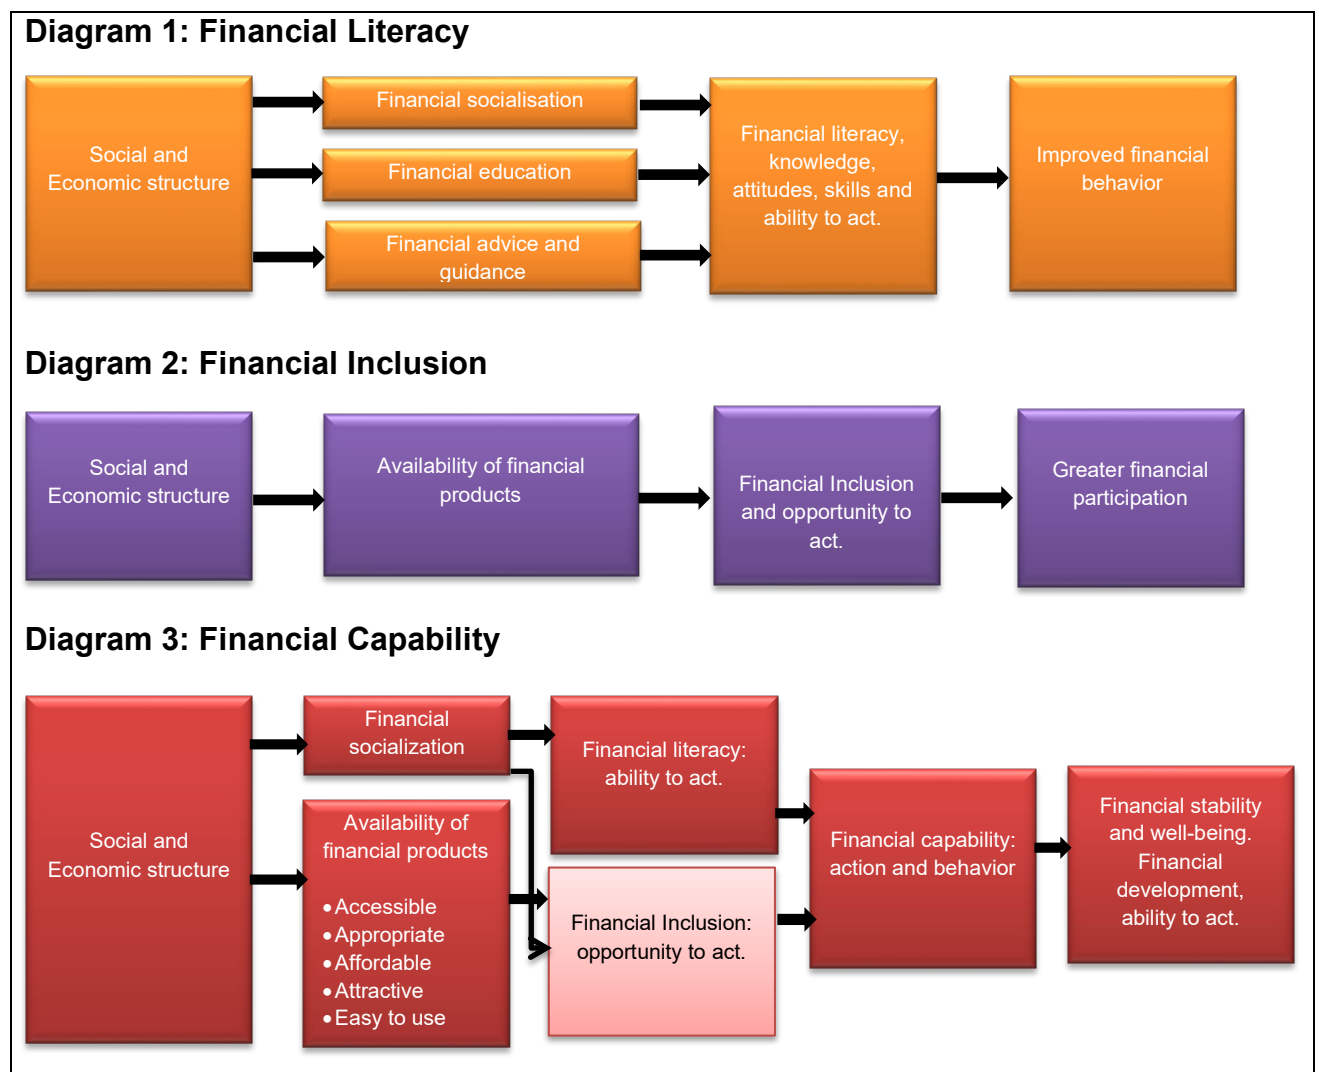 Diagram 1: Financial Literacy
Social and
Economic structure
Financial socialisation
Financial education
Financial advice and
guidance
Financial literacy,
knowledge,
attitudes, skills and
ability to act.
Improved financial
behavior
Diagram 2: Financial Inclusion
Social and
Economic structure
Availability of financial
products
Financial Inclusion
and opportunity to
act.
Greater financial
participation
Diagram 3: Financial Capability
Social and
Economic structure
Financial
socialization
Availability of
financial products
• Accessible
• Appropriate
• Affordable
• Attractive
• Easy to use
Financial literacy:
ability to act.
Financial Inclusion:
opportunity to act.
Financial capability:
action and behavior
Financial stability
and well-being.
Financial
development,
ability to act.